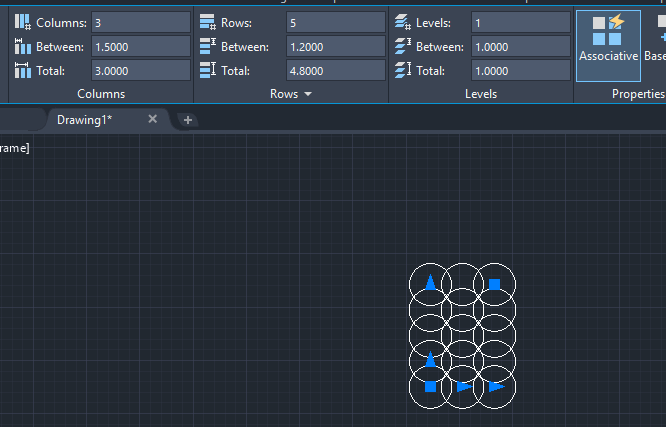 Columns: 3 Rows: 5 Levels: 1
Between: 1.5000 Between: 1.2000 Between: 1.0000
Associative Base
Total: 3.0000 Total: 4.8000 Total: 1.0000
Columns Rows Levels Properties
Drawing1*
rame]